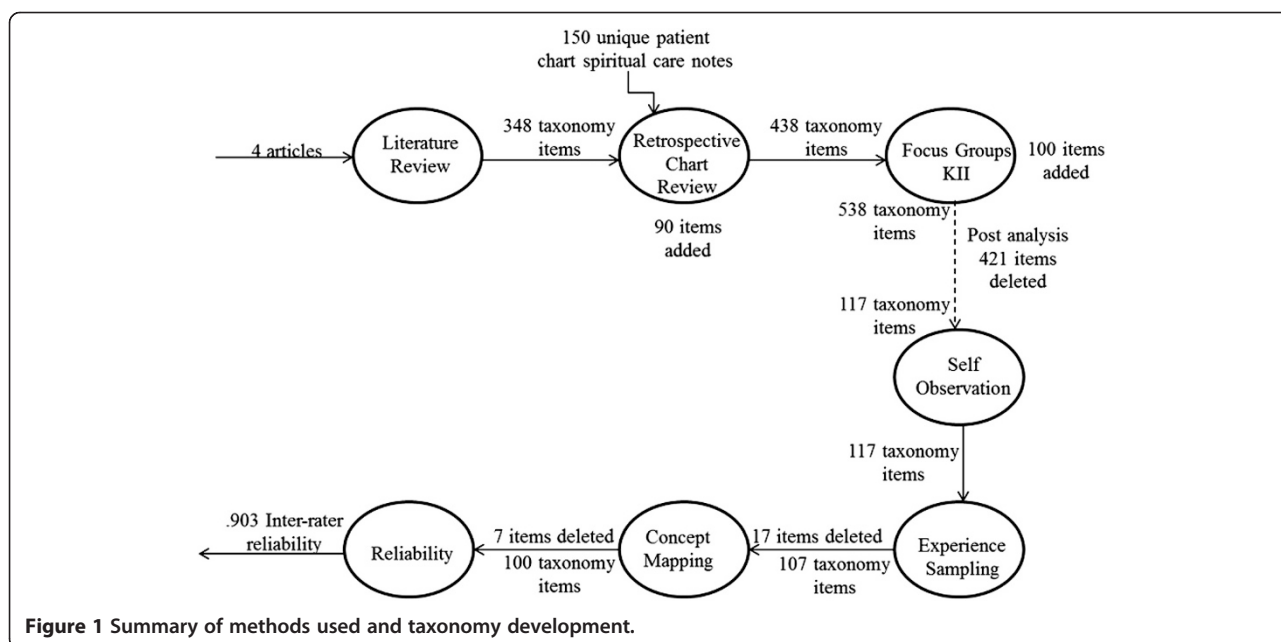 150 unique patient
chart spiritual care notes
4 articles
Literature
Review
348 taxonomy
items
Retrospective
Chart
Review
90 items
added
438 taxonomy
items
Focus Groups
KII
100 items
added
538 taxonomy
items
Post analysis
421 items
deleted
117 taxonomy
items
Self
Observation
117 taxonomy
items
Experience
Sampling
17 items deleted
107 taxonomy
items
Concept
Mapping
7 items deleted
100 taxonomy
items
Reliability
.903 Inter-rater
reliability
Figure 1 Summary of methods used and taxonomy development.